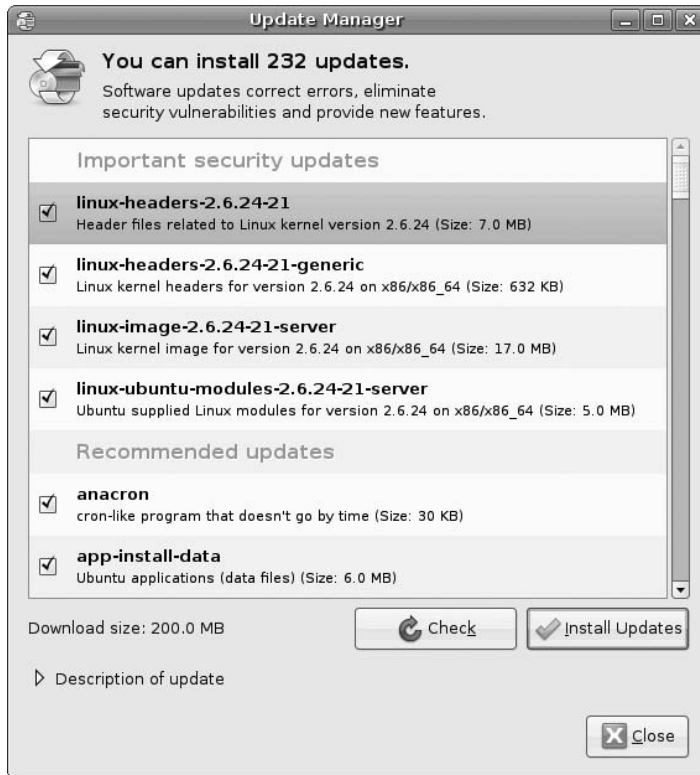 Update Manager
You can install 232 updates.
Software updates correct errors, eliminate
security vulnerabilities and provide new features.
Important security updates
linux-headers-2.6.24-21
Header files related to Linux kernel version 2.6.24 (Size: 7.0 MB)
linux-headers-2.6.24-21-generic
Linux kernel headers for version 2.6.24 on x86/x86_64 (Size: 632 KB)
linux-image-2.6.24-21-server
Linux kernel image for version 2.6.24 on x86/x86_64 (Size: 17.0 MB)
linux-ubuntu-modules-2.6.24-21-server
Ubuntu supplied Linux modules for version 2.6.24 on x86/x86_64 (Size: 5.0 MB)
Recommended updates
anacron
cron-like program that doesn't go by time (Size: 30 KB)
app-install-data
Ubuntu applications (data files) (Size: 6.0 MB)
Download size: 200.0 MB
Check
Install Updates
Description of update
Close